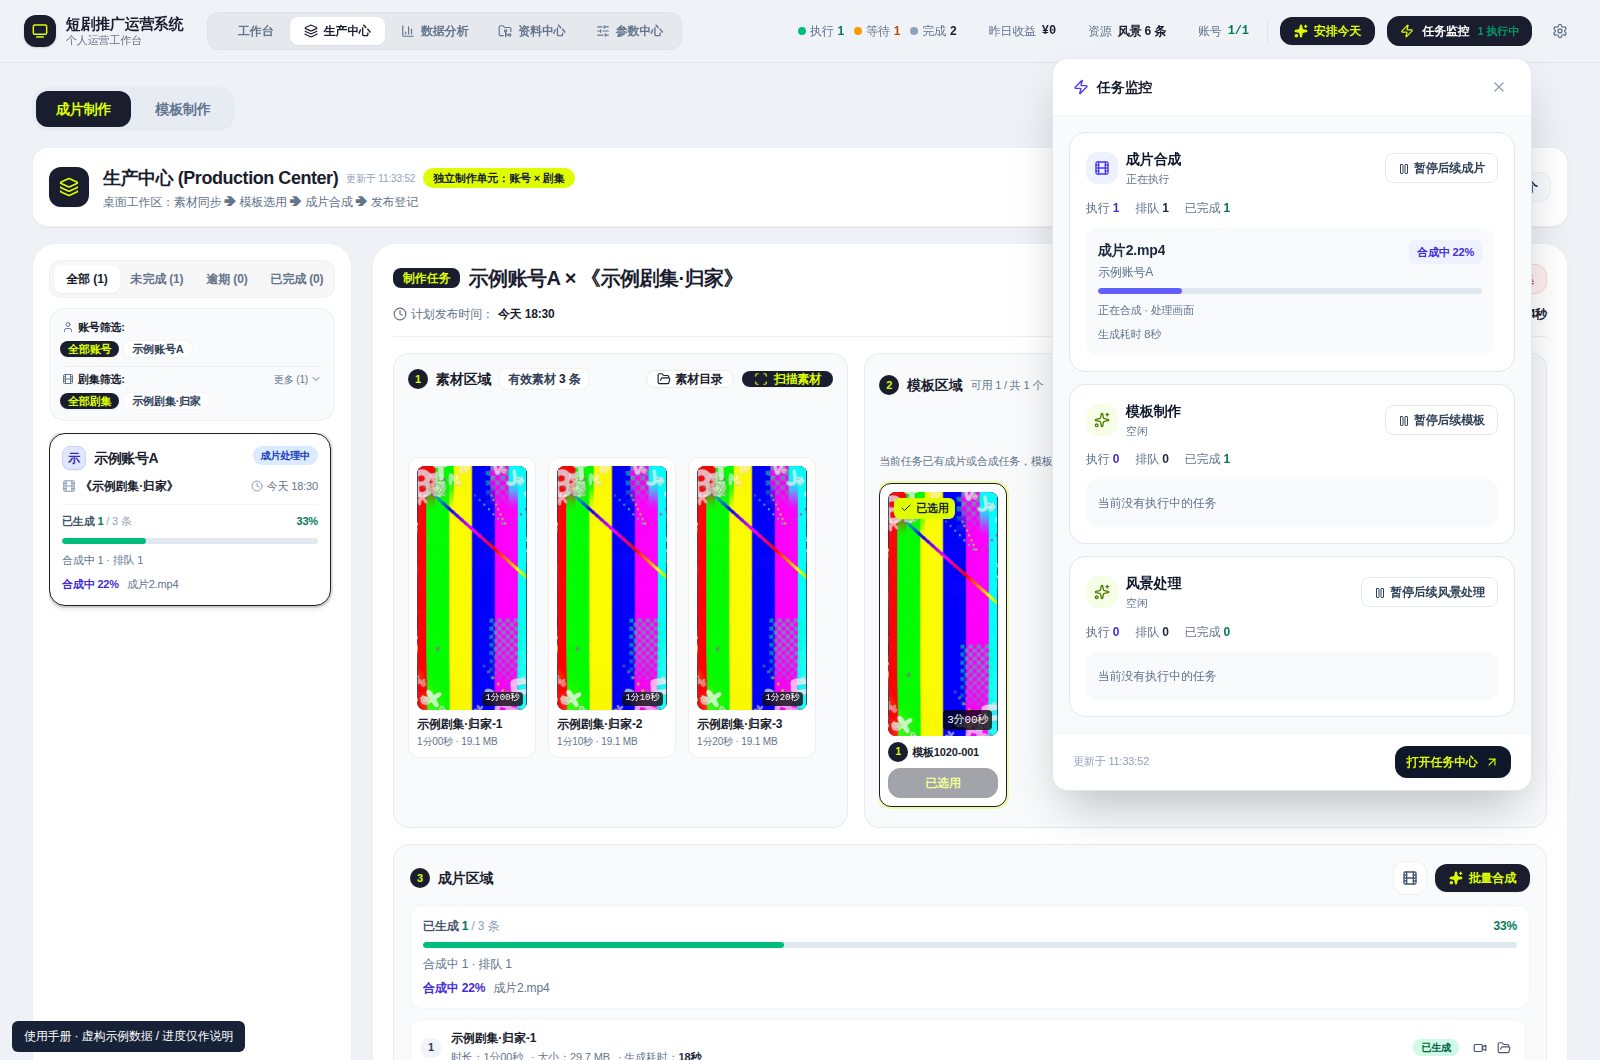 短剧推广运营系统
个人运营工作台
工作台
生产中心
数据分析
资料中心
参数中心
执行 1
等待 1
完成 2
昨日收益 ¥0
资源 风景 6 条
账号 1/1
安排今天
任务监控 1 执行中
成片制作
模板制作
生产中心 (Production Center) 更新于 11:33:52 独立制作单元：账号 × 剧集
桌面工作区：素材同步 → 模板选用 → 成片合成 → 发布登记
全部 (1)
未完成 (1)
逾期 (0)
已完成 (0)
账号筛选:
全部账号 示例账号A
剧集筛选:
更多 (1)
全部剧集 示例剧集·归家
示 示例账号A 成片处理中
《示例剧集·归家》 今天 18:30
已生成 1 / 3 条 33%
合成中 1 · 排队 1
合成中 22% 成片2.mp4
制作任务 示例账号A × 《示例剧集·归家》
计划发布时间： 今天 18:30
1 素材区域 有效素材 3 条 素材目录 扫描素材
1分00秒
示例剧集·归家-1
1分00秒 · 19.1 MB
1分10秒
示例剧集·归家-2
1分10秒 · 19.1 MB
1分20秒
示例剧集·归家-3
1分20秒 · 19.1 MB
2 模板区域 可用 1 / 共 1 个
当前任务已有成片或合成任务，模板
已选用
3分00秒
1 模板1020-001
已选用
任务监控
成片合成
正在执行
暂停后续成片
执行 1 排队 1 已完成 1
成片2.mp4 合成中 22%
示例账号A
正在合成 · 处理画面
生成耗时 8秒
模板制作
空闲
暂停后续模板
执行 0 排队 0 已完成 1
当前没有执行中的任务
风景处理
空闲
暂停后续风景处理
执行 0 排队 0 已完成 0
当前没有执行中的任务
更新于 11:33:52 打开任务中心
3 成片区域 批量合成
已生成 1 / 3 条 33%
合成中 1 · 排队 1
合成中 22% 成片2.mp4
1 示例剧集·归家-1
时长：1分00秒 · 大小：29.7 MB · 生成耗时：18秒
已生成
使用手册 · 虚构示例数据 / 进度仅作说明